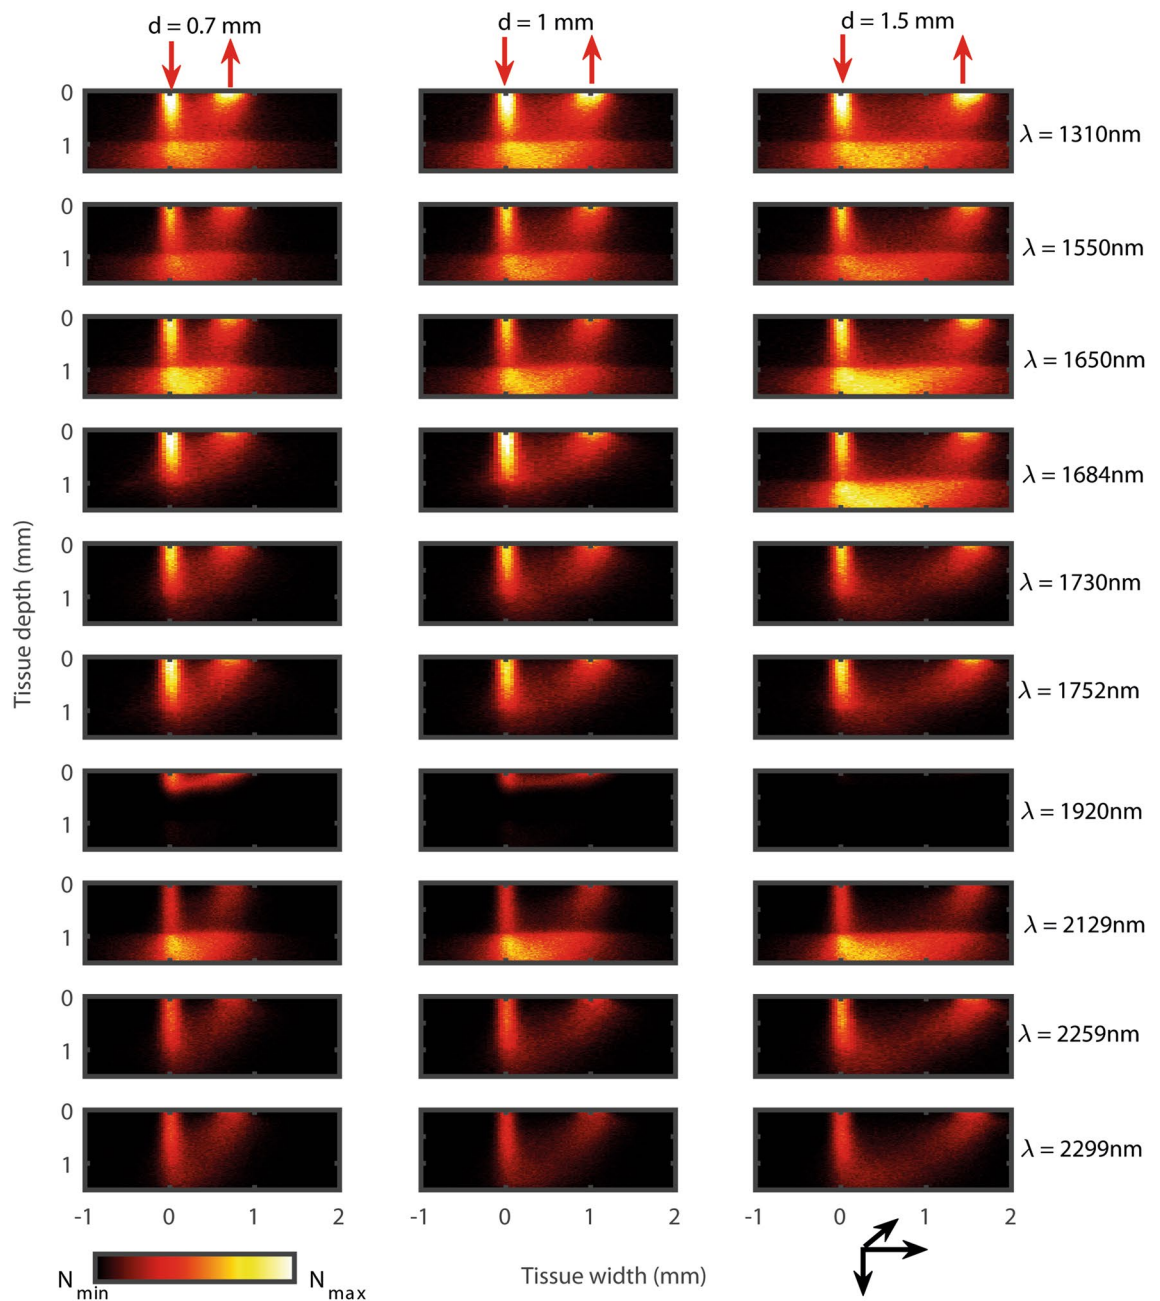 d = 0.7 mm d = 1 mm d = 1.5 mm
0
1
λ = 1310nm
0
1
λ = 1550nm
0
1
λ = 1650nm
0
1
λ = 1684nm
0
1
λ = 1730nm
0
1
λ = 1752nm
0
1
λ = 1920nm
0
1
λ = 2129nm
0
1
λ = 2259nm
0
1
λ = 2299nm
Tissue depth (mm)
-1 0 1 2 -1 0 1 2 -1 0 1 2
Nmin Nmax
Tissue width (mm)